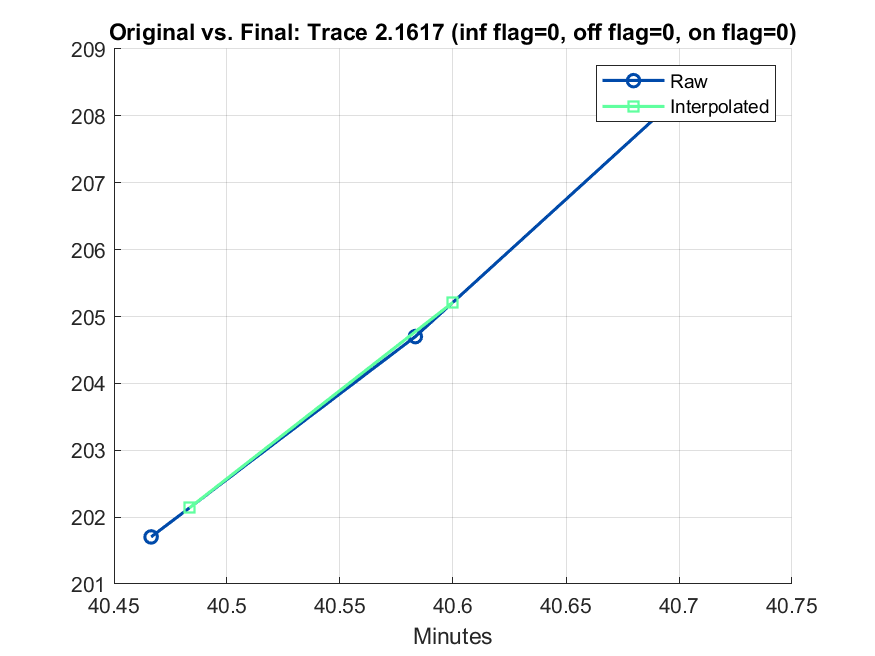 Original vs. Final: Trace 2.1617 (inf flag=0, off flag=0, on flag=0)
209
208
207
206
205
204
203
202
201
Raw
Interpolated
40.45 40.5 40.55 40.6 40.65 40.7 40.75
Minutes